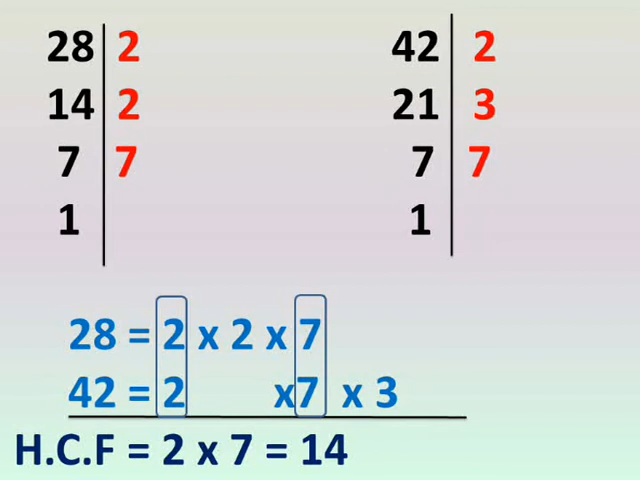 28 2
14 2
7 7
1
42 2
21 3
7 7
1
28 = 2 x 2 x 7
42 = 2 x 7 x 3
H.C.F = 2 x 7 = 14